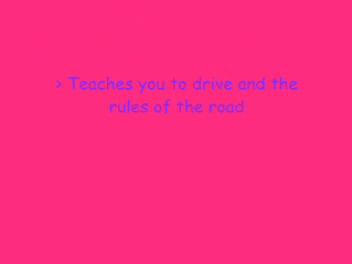 > Teaches you to drive and the
rules of the road